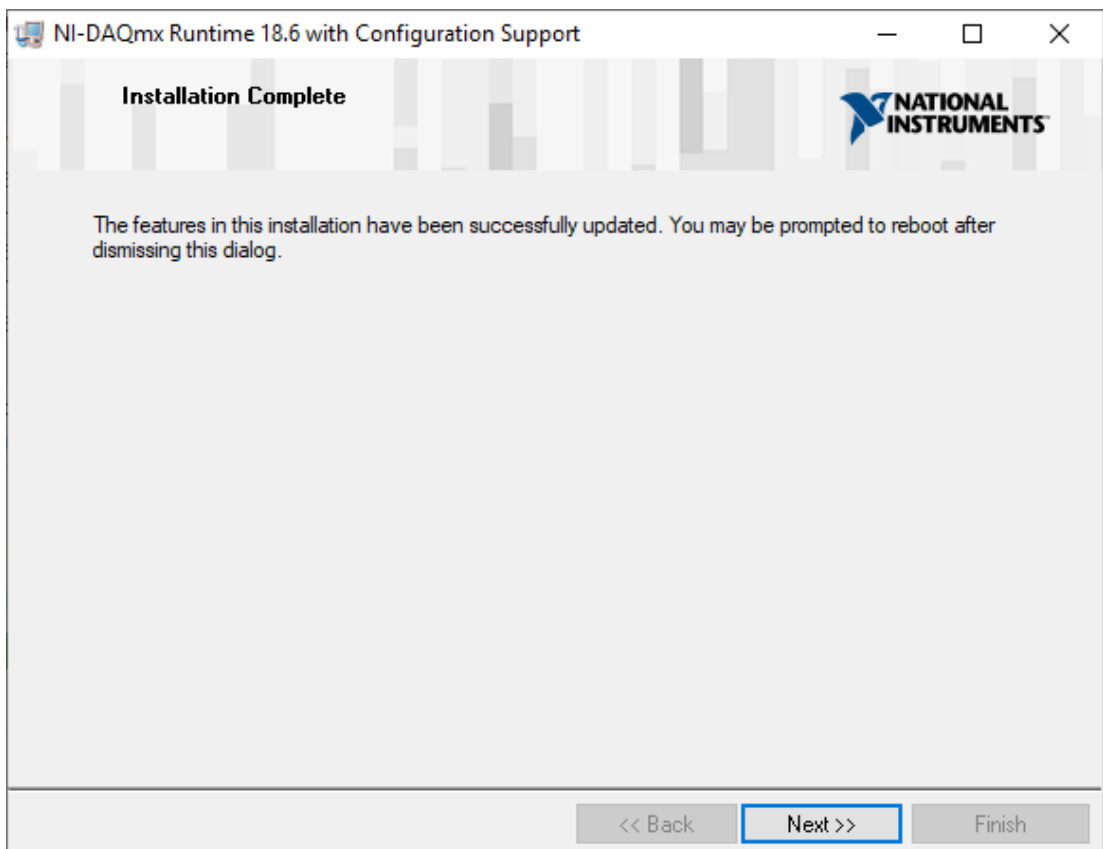 NI-DAQmx Runtime 18.6 with Configuration Support
Installation Complete
NATIONAL
INSTRUMENTS™
The features in this installation have been successfully updated. You may be prompted to reboot after
dismissing this dialog.
<< Back
Next >>
Finish